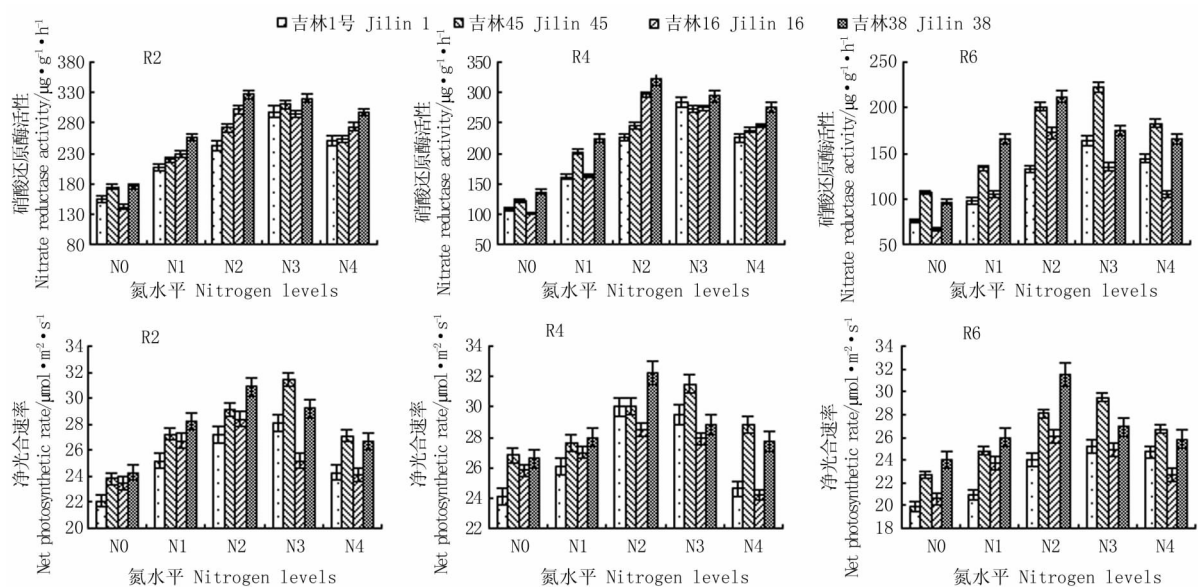 吉林1号 Jilin 1 吉林45 Jilin 45 吉林16 Jilin 16 吉林38 Jilin 38
硝酸还原酶活性
Nitrate reductase activity/μg·g⁻¹·h⁻¹
R2
380
330
280
230
180
130
80
N0 N1 N2 N3 N4
氮水平 Nitrogen levels
硝酸还原酶活性
Nitrate reductase activity/μg·g⁻¹·h⁻¹
R4
350
300
250
200
150
100
50
N0 N1 N2 N3 N4
氮水平 Nitrogen levels
硝酸还原酶活性
Nitrate reductase activity/μg·g⁻¹·h⁻¹
R6
250
200
150
100
50
N0 N1 N2 N3 N4
氮水平 Nitrogen levels
净光合速率
Net photosynthetic rate/μmol·m⁻²·s⁻¹
R2
34
32
30
28
26
24
22
20
N0 N1 N2 N3 N4
氮水平 Nitrogen levels
净光合速率
Net photosynthetic rate/μmol·m⁻²·s⁻¹
R4
34
32
30
28
26
24
22
N0 N1 N2 N3 N4
氮水平 Nitrogen levels
净光合速率
Net photosynthetic rate/μmol·m⁻²·s⁻¹
R6
34
32
30
28
26
24
22
20
18
N0 N1 N2 N3 N4
氮水平 Nitrogen levels